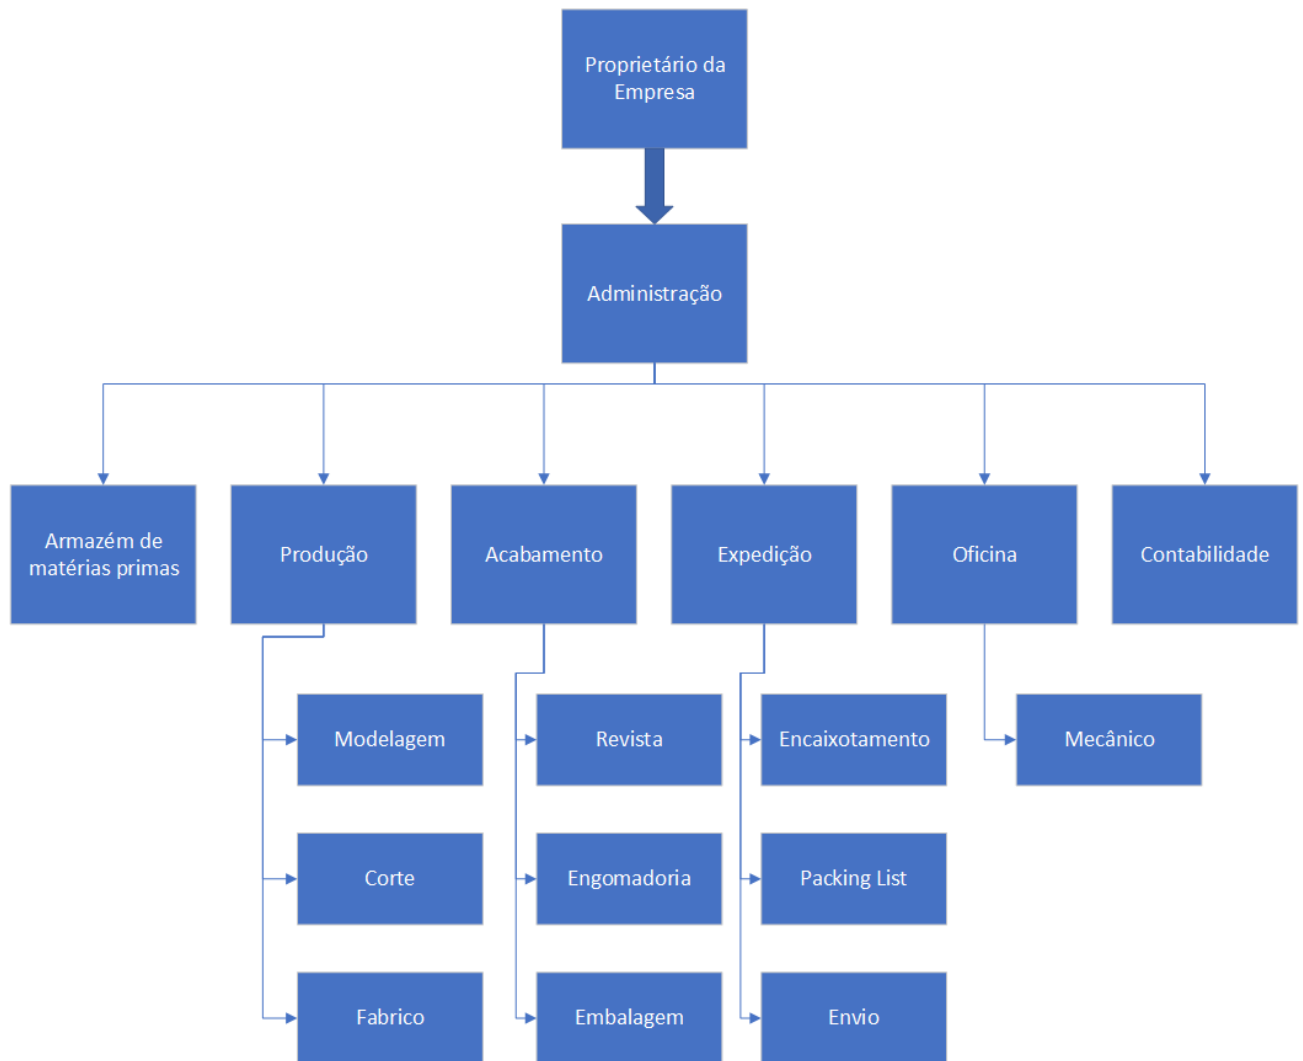 Proprietário da
Empresa
Administração
Armazém de
matérias primas
Produção
Acabamento
Expedição
Oficina
Contabilidade
Modelagem
Revista
Encaixotamento
Mecânico
Corte
Engomadoria
Packing List
Fabrico
Embalagem
Envio